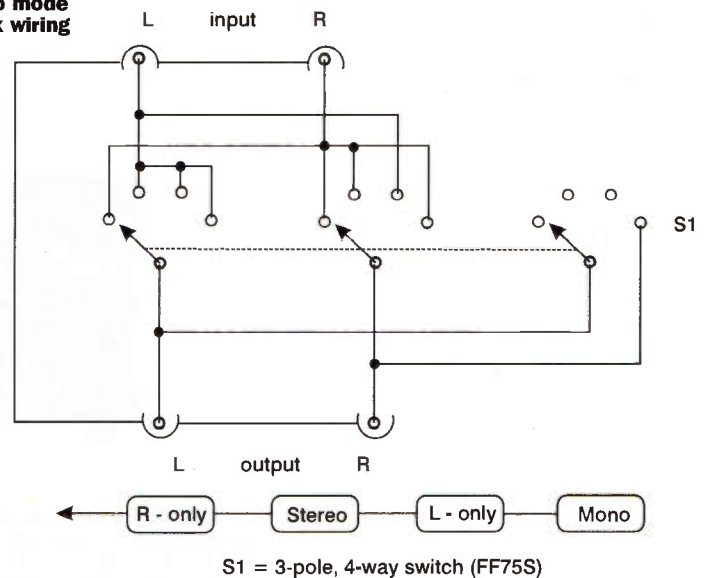 mode
wiring
L input R
S1
L output R
R - only Stereo L - only Mono
S1 = 3-pole, 4-way switch (FF75S)